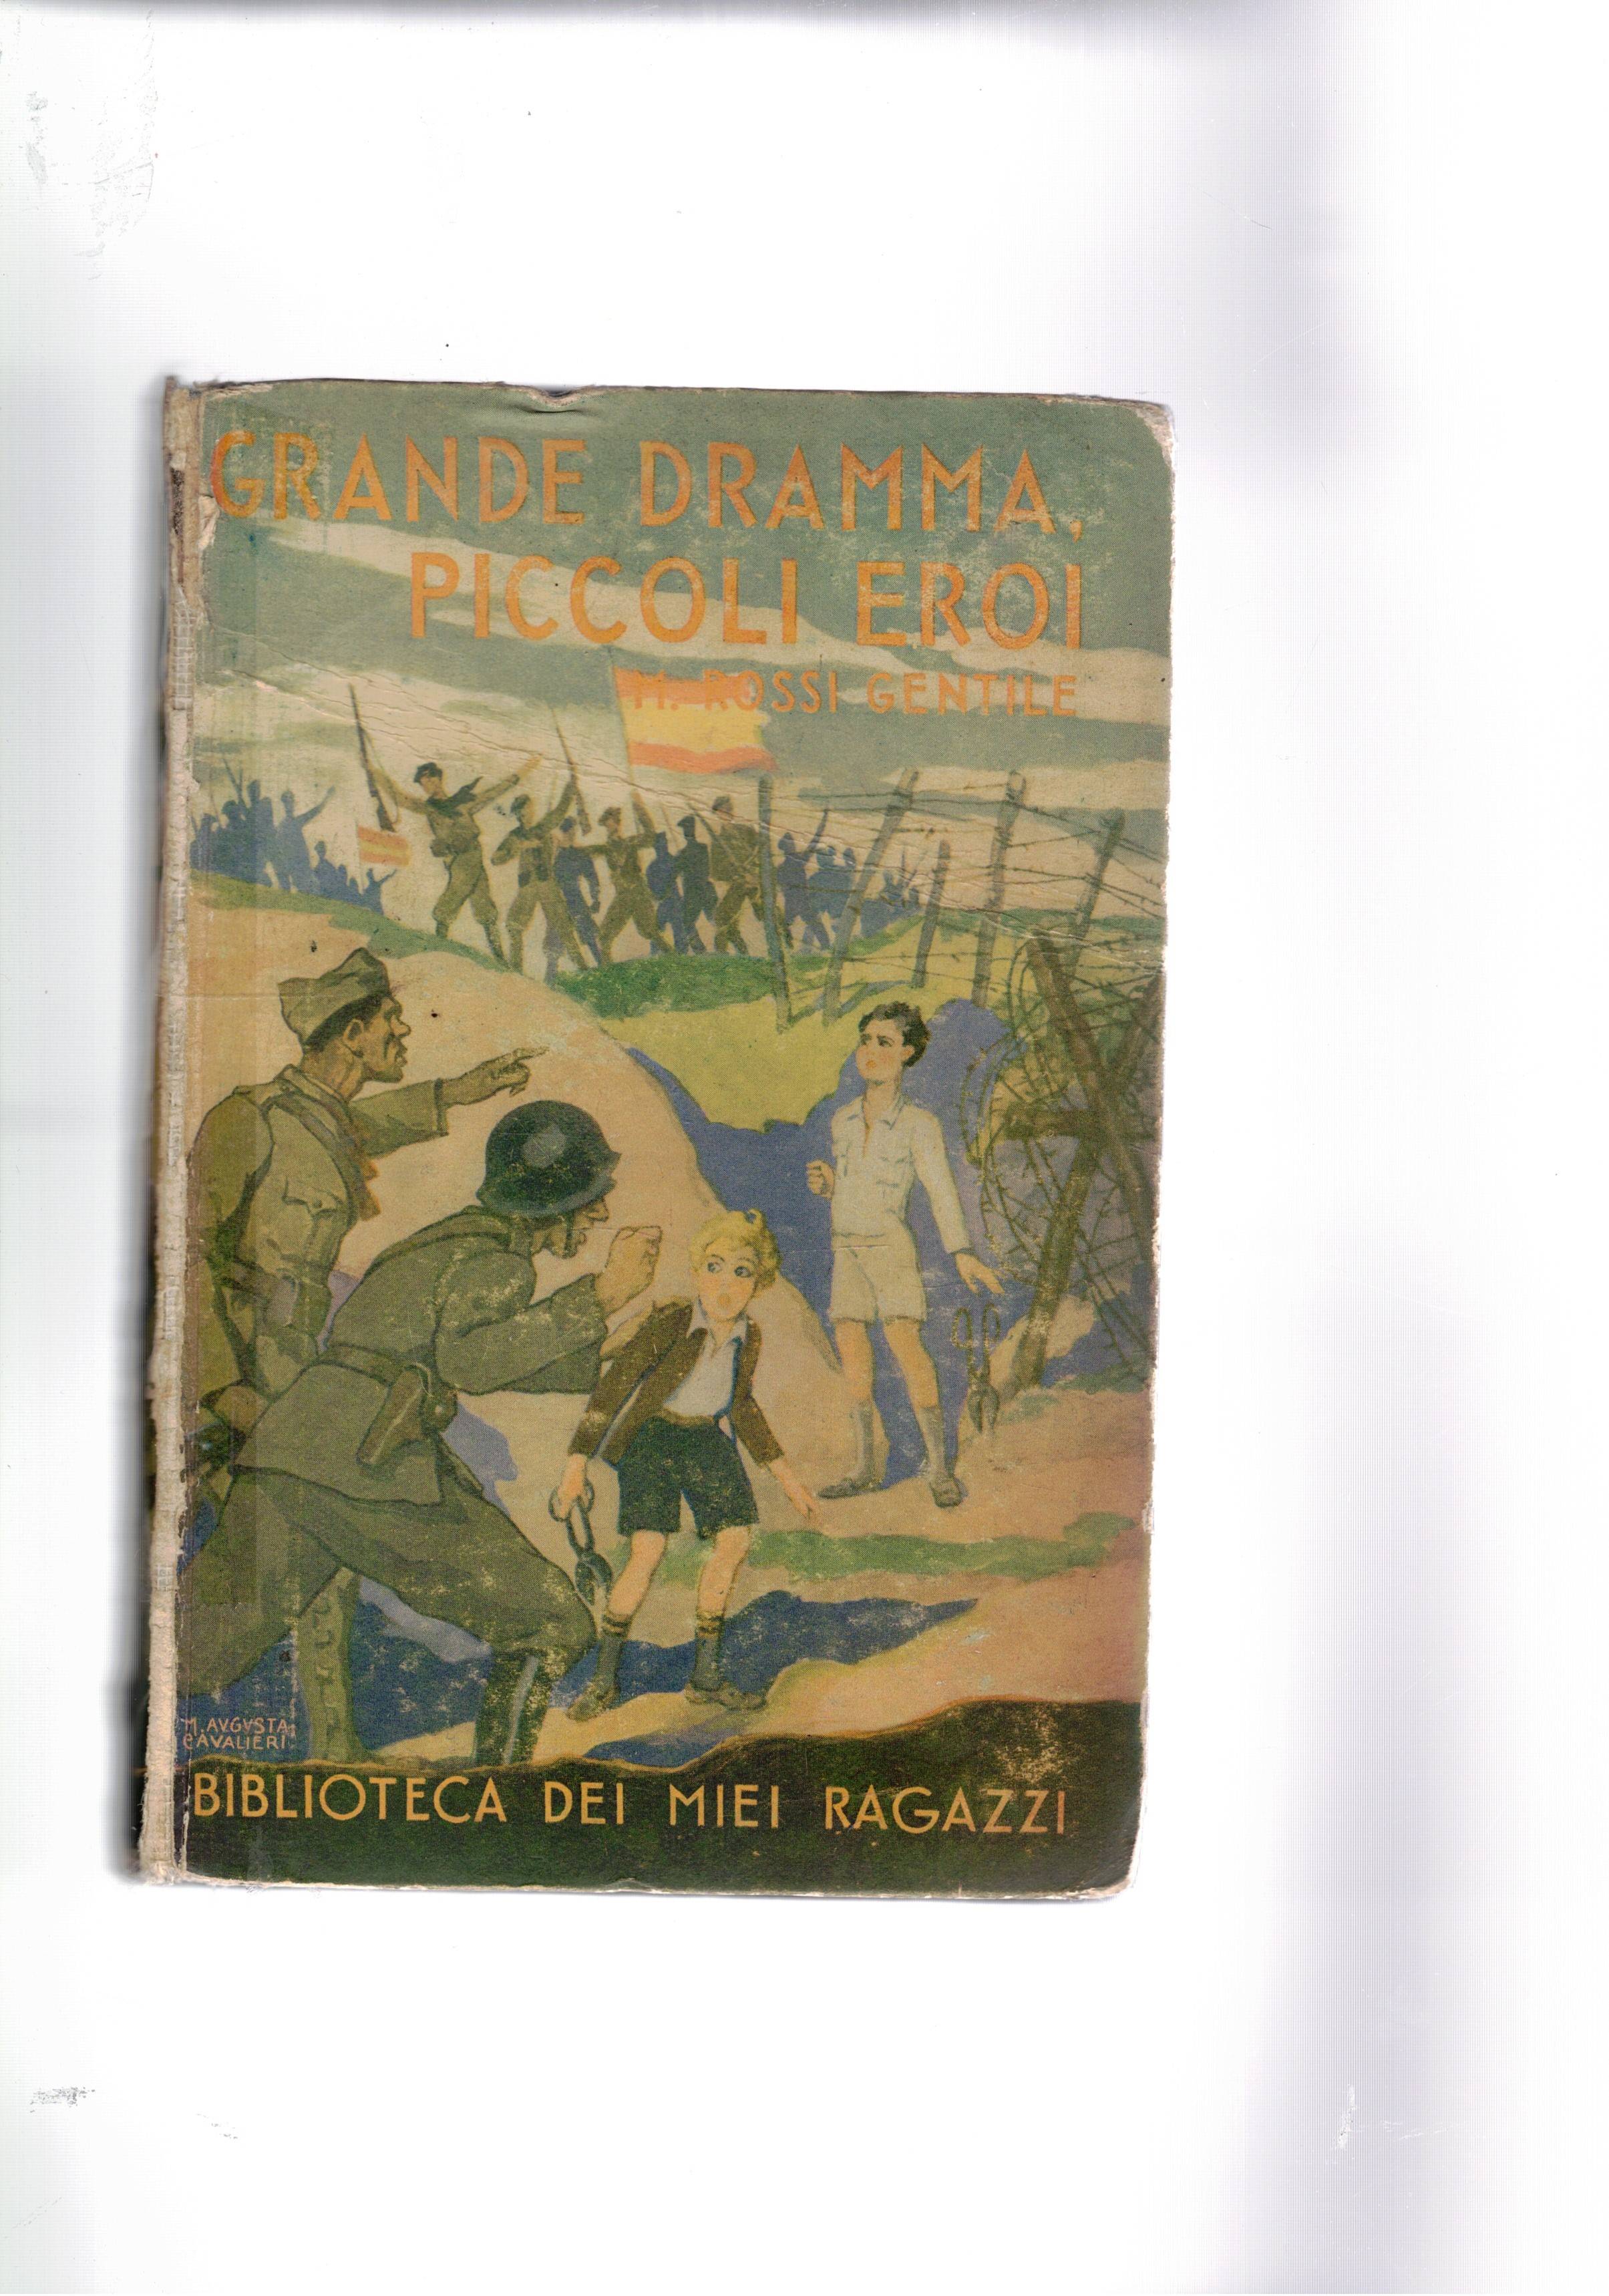 GRANDE DRAMMA,
PICCOLI EROI
M. ROSSI GENTILE
M. AVGVSTA
CAVALIERI
BIBLIOTECA DEI MIEI RAGAZZI